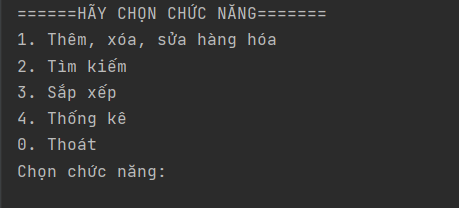 ======HÃY CHỌN CHỨC NĂNG=======
1. Thêm, xóa, sửa hàng hóa
2. Tìm kiếm
3. Sắp xếp
4. Thống kê
0. Thoát
Chọn chức năng: